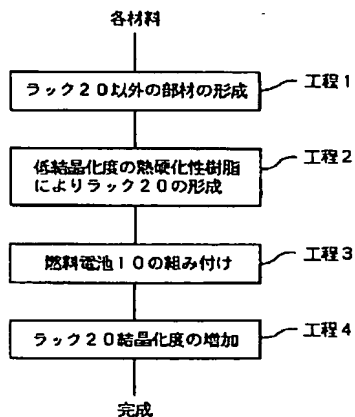 各材料
ラック20以外の部材の形成
工程1
低結晶化度の熱硬化性樹脂
によりラック20の形成
工程2
燃料電池10の組み付け
工程3
ラック20結晶化度の増加
工程4
完成